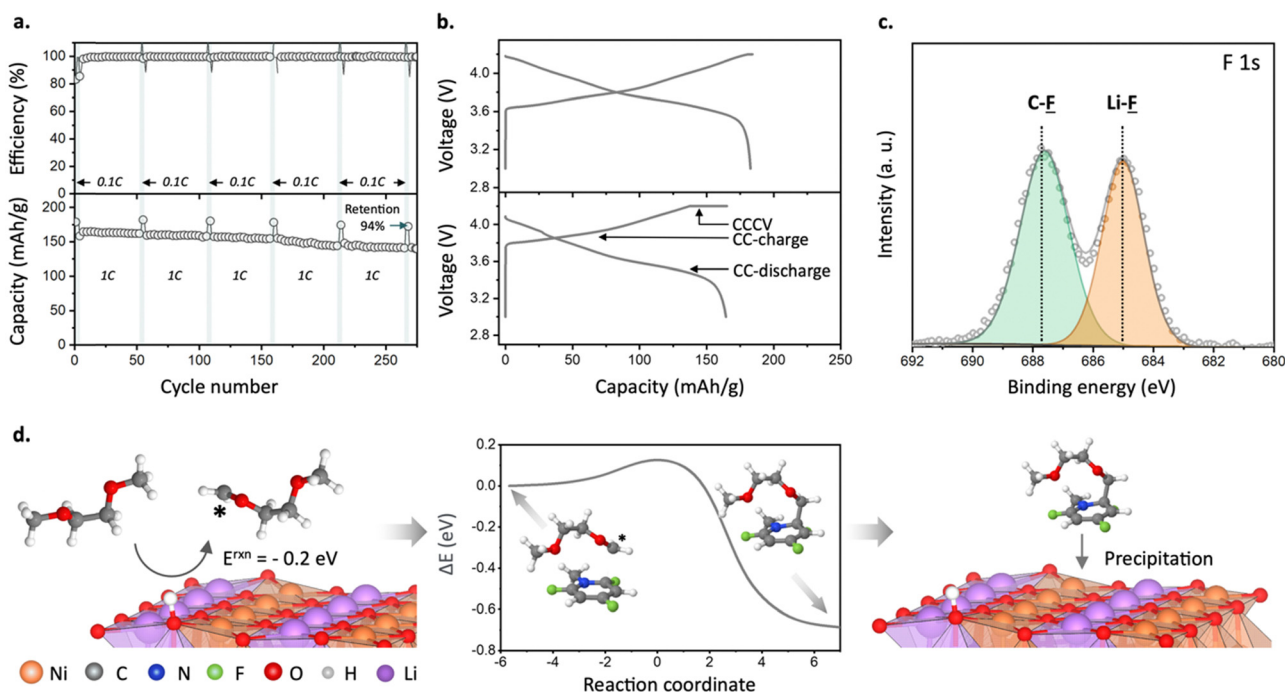 a.
Efficiency (%)
100
80
60
40
20
0
0.1C 0.1C 0.1C 0.1C 0.1C
Capacity (mAh/g)
200
150
100
50
0
Retention
94%
1C 1C 1C 1C 1C
0 50 100 150 200 250
Cycle number
b.
Voltage (V)
4.0
3.6
3.2
2.8
Voltage (V)
4.0
3.6
3.2
2.8
CCCV
CC-charge
CC-discharge
0 50 100 150 200 250
Capacity (mAh/g)
c.
F 1s
C-F
Li-F
Intensity (a. u.)
692 690 688 686 684 682 680
Binding energy (eV)
d.
*
E^rxn = - 0.2 eV
ΔE (eV)
0.2
0.0
-0.2
-0.4
-0.6
-0.8
*
-6 -4 -2 0 2 4 6
Reaction coordinate
Precipitation
Ni C N F O H Li